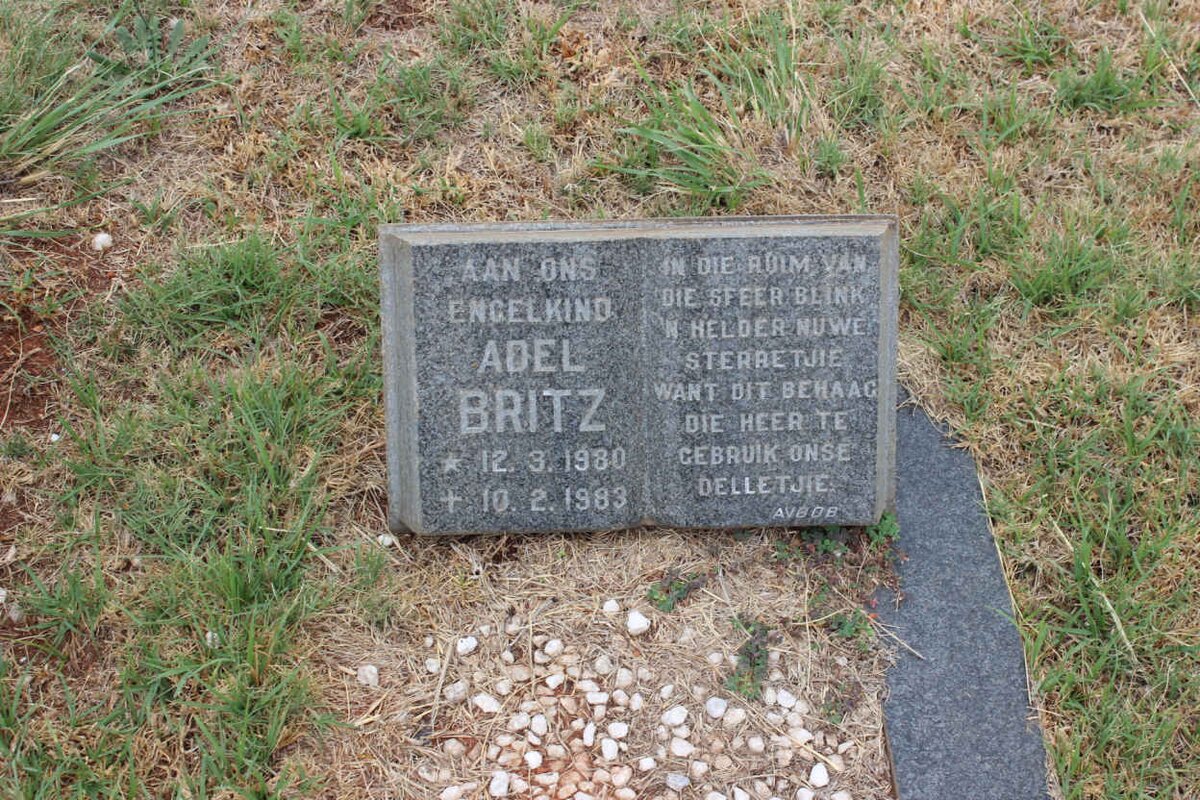 AAN ONS
ENGELKIND
ADEL
BRITZ
* 12. 3. 1980
+ 10. 2. 1983
IN DIE RUIM VAN
DIE SFEER BLINK
'N HELDER NUWE
STERRETJIE
WANT DIT BEHAAG
DIE HEER TE
GEBRUIK ONSE
DELLETJIE.
AVBOB